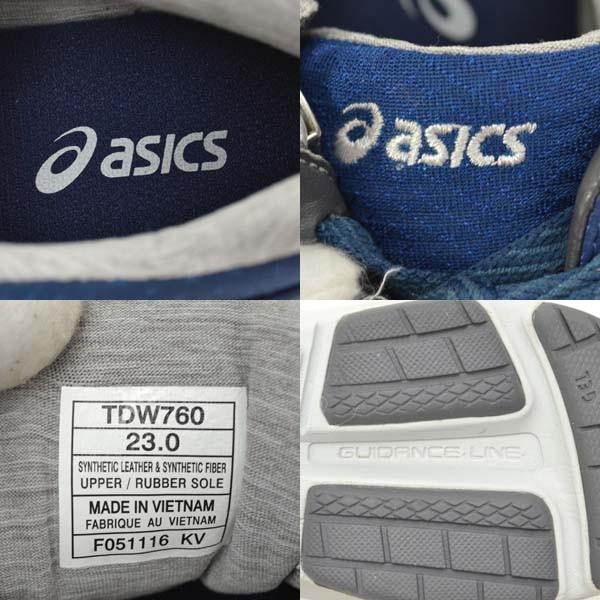 asics
asics
TDW760
23.0
SYNTHETIC LEATHER & SYNTHETIC FIBER
UPPER / RUBBER SOLE
MADE IN VIETNAM
FABRIQUE AU VIETNAM
F051116 KV
GUIDANCE LINE